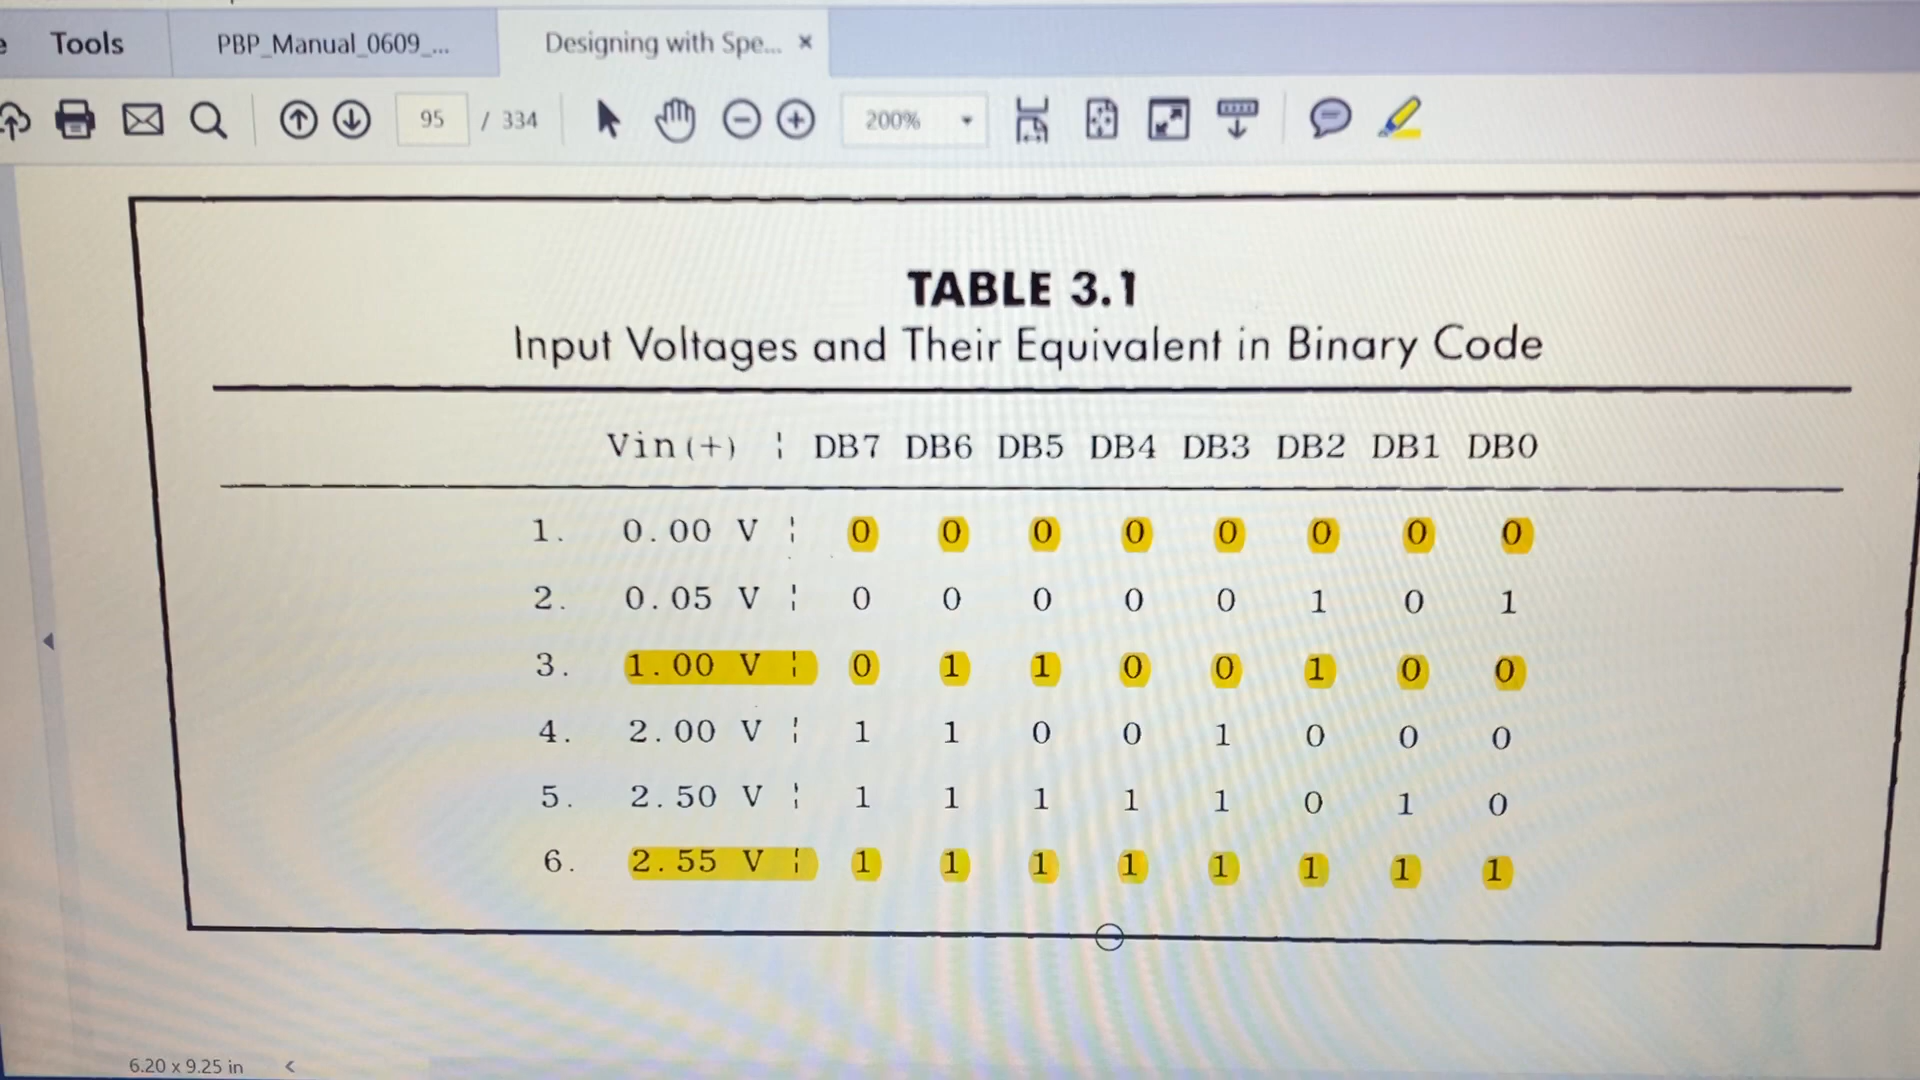 Tools PBP_Manual_0609_... Designing with Spe... ×
95 / 334 200%
TABLE 3.1
Input Voltages and Their Equivalent in Binary Code
Vin(+) ¦ DB7 DB6 DB5 DB4 DB3 DB2 DB1 DB0
1. 0.00 V ¦ 0 0 0 0 0 0 0 0
2. 0.05 V ¦ 0 0 0 0 0 1 0 1
3. 1.00 V ¦ 0 1 1 0 0 1 0 0
4. 2.00 V ¦ 1 1 0 0 1 0 0 0
5. 2.50 V ¦ 1 1 1 1 1 0 1 0
6. 2.55 V ¦ 1 1 1 1 1 1 1 1
6.20 x 9.25 in <